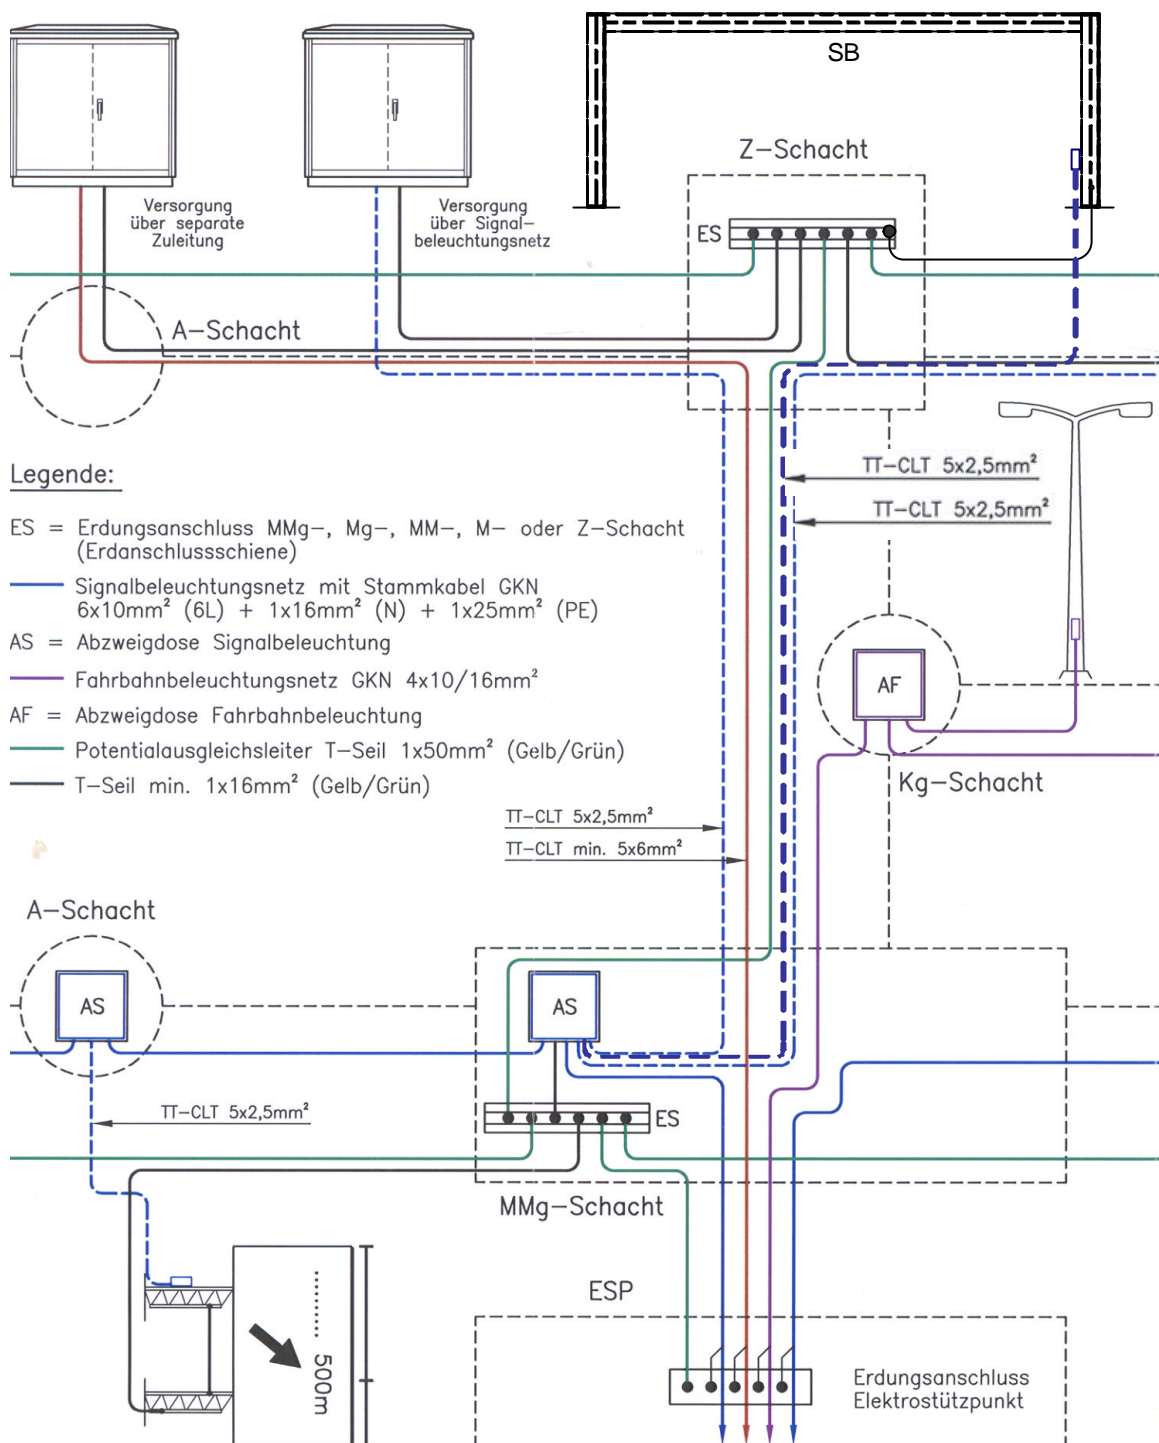 SB
Z-Schacht
Versorgung
über separate
Zuleitung
Versorgung
über Signal-
beleuchtungsnetz
ES
A-Schacht
TT-CLT 5x2,5mm²
TT-CLT 5x2,5mm²
Legende:
ES = Erdungsanschluss MMg-, Mg-, MM-, M- oder Z-Schacht
(Erdanschlussschiene)
Signalbeleuchtungsnetz mit Stammkabel GKN
6x10mm² (6L) + 1x16mm² (N) + 1x25mm² (PE)
AS = Abzweigdose Signalbeleuchtung
Fahrbahnbeleuchtungsnetz GKN 4x10/16mm²
AF = Abzweigdose Fahrbahnbeleuchtung
Potentialausgleichsleiter T-Seil 1x50mm² (Gelb/Grün)
T-Seil min. 1x16mm² (Gelb/Grün)
AF
Kg-Schacht
TT-CLT 5x2,5mm²
TT-CLT min. 5x6mm²
A-Schacht
AS
AS
TT-CLT 5x2,5mm²
ES
MMg-Schacht
ESP
.......... 500m
Erdungsanschluss
Elektrostützpunkt